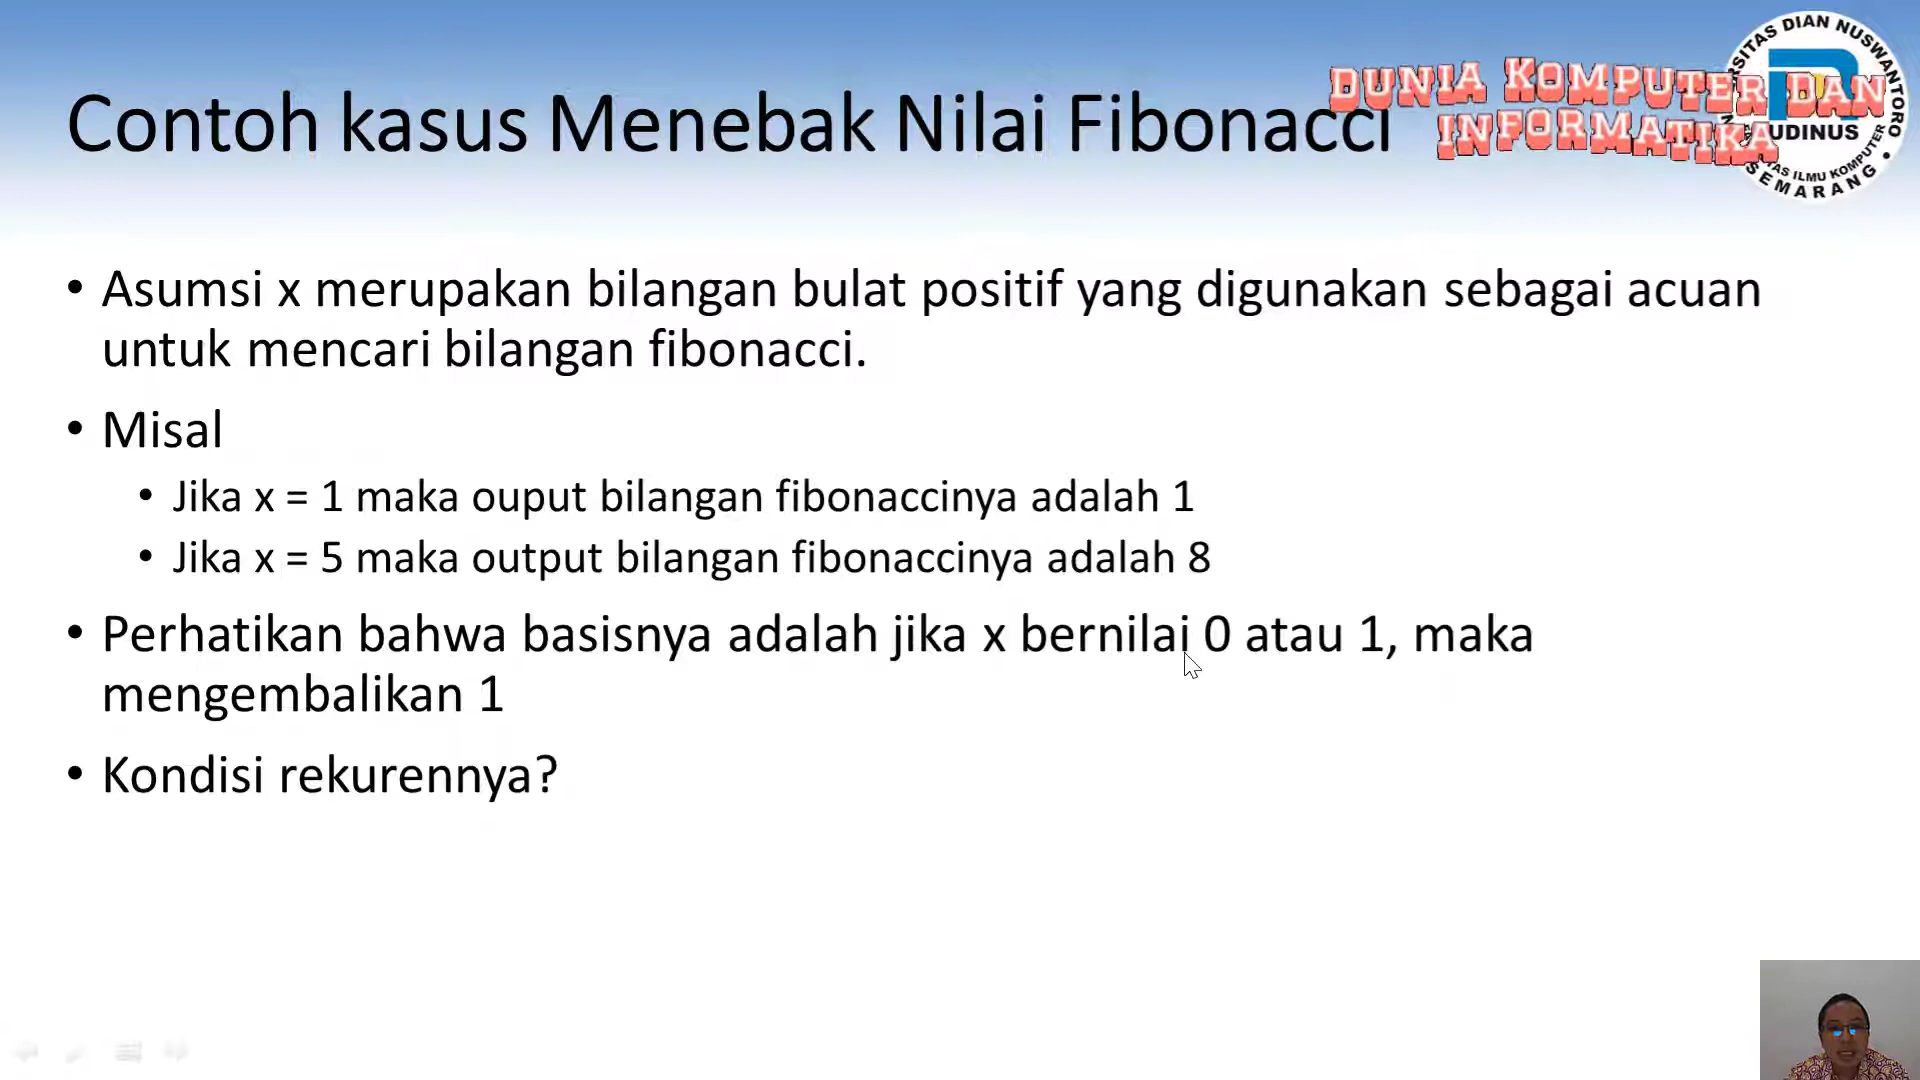 Contoh kasus Menebak Nilai Fibonacci
DUNIA KOMPUTER DAN
INFORMATIKA
UDINUS
SEMARANG
• Asumsi x merupakan bilangan bulat positif yang digunakan sebagai acuan
untuk mencari bilangan fibonacci.
• Misal
• Jika x = 1 maka ouput bilangan fibonaccinya adalah 1
• Jika x = 5 maka output bilangan fibonaccinya adalah 8
• Perhatikan bahwa basisnya adalah jika x bernilai 0 atau 1, maka
mengembalikan 1
• Kondisi rekurennya?